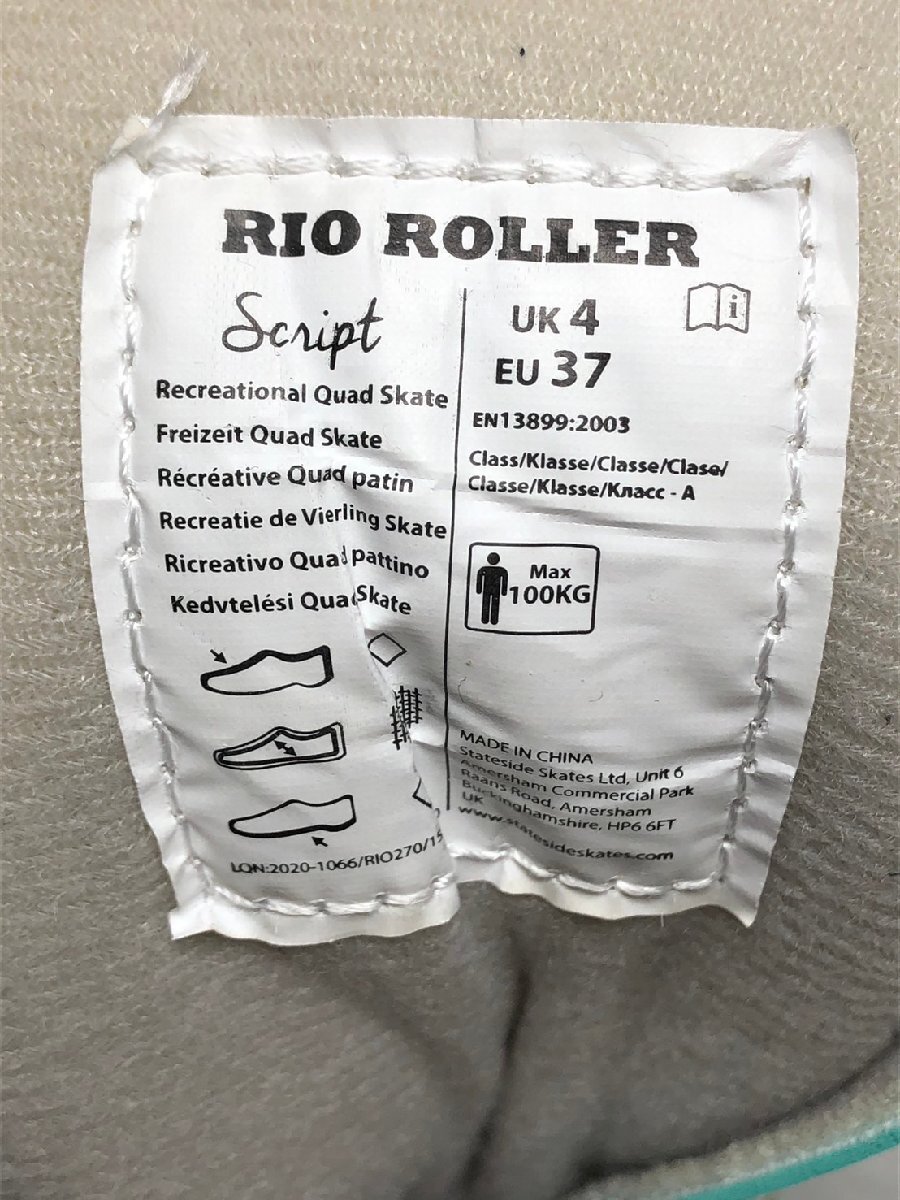 RIO ROLLER
Script
Recreational Quad Skate
Freizeit Quad Skate
Récréative Quad patin
Recreatie de Vierling Skate
Ricreativo Quad pattino
Kedvtelési Quad Skate
LON:2020-1066/RIO270/15
UK 4
EU 37
i
EN13899:2003
Class/Klasse/Classe/Clase/
Classe/Klasse/Класс - A
Max
100KG
MADE IN CHINA
Stateside Skates Ltd, Unit 6
Amersham Commercial Park
Raans Road, Amersham
Buckinghamshire, HP6 6FT
UK
www.statesideskates.com